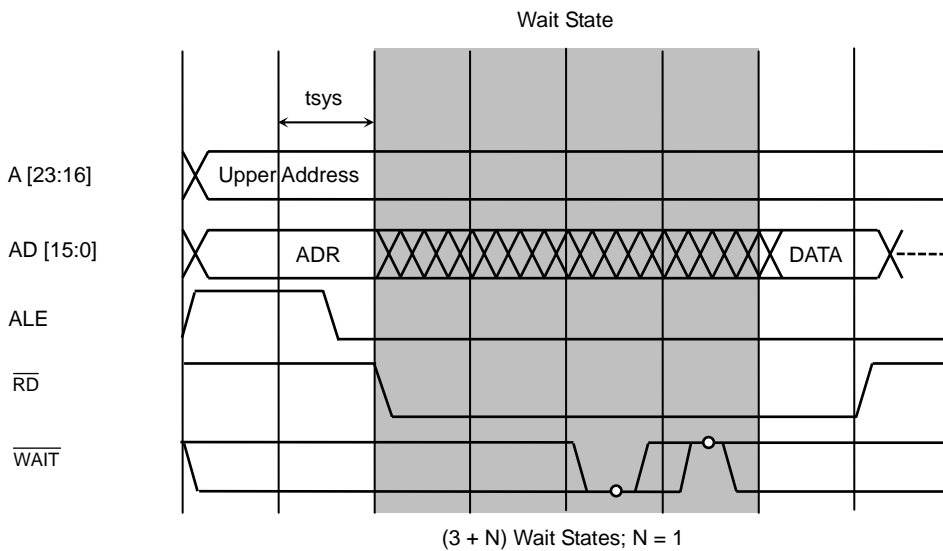 Wait State
tsys
A [23:16]
Upper Address
AD [15:0]
ADR
DATA
ALE
RD
WAIT
(3 + N) Wait States; N = 1